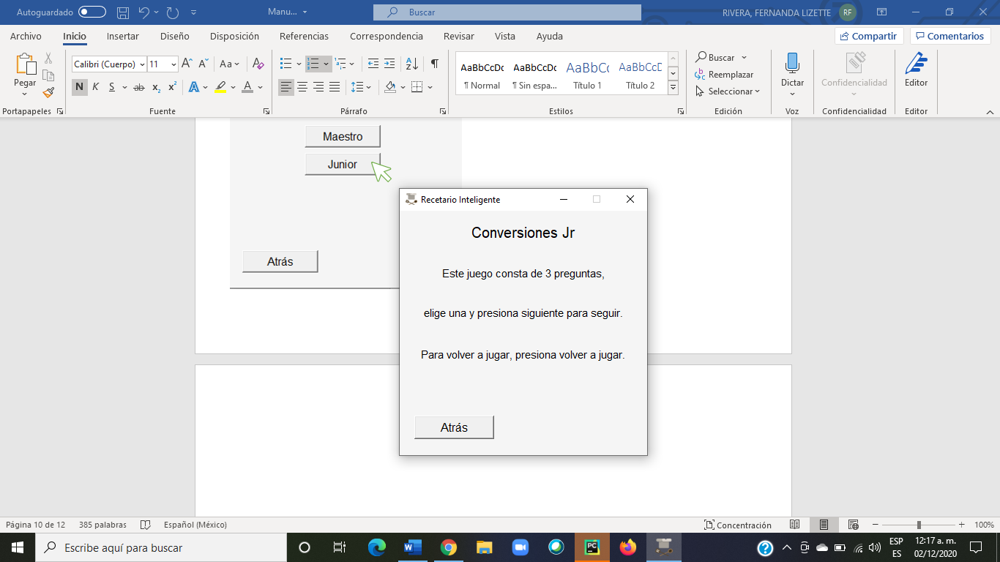 Autoguardado
Manu...
Buscar
RIVERA, FERNANDA LIZETTE
RF
Archivo
Inicio
Insertar
Diseño
Disposición
Referencias
Correspondencia
Revisar
Vista
Ayuda
Compartir
Comentarios
Pegar
Portapapeles
Calibri (Cuerpo)
11
Aa
N K S ab x₂ x²
A
Fuente
Párrafo
AaBbCcDc
¶ Normal
AaBbCcDc
¶ Sin espa...
AaBbCc
Título 1
AaBbCcD
Título 2
Estilos
Buscar
Reemplazar
Seleccionar
Edición
Dictar
Voz
Confidencialidad
Confidencialidad
Editor
Editor
Maestro
Junior
Atrás
Recetario Inteligente
Conversiones Jr
Este juego consta de 3 preguntas,
elige una y presiona siguiente para seguir.
Para volver a jugar, presiona volver a jugar.
Atrás
Página 10 de 12
385 palabras
Español (México)
Concentración
100%
Escribe aquí para buscar
ESP
ES
12:17 a. m.
02/12/2020